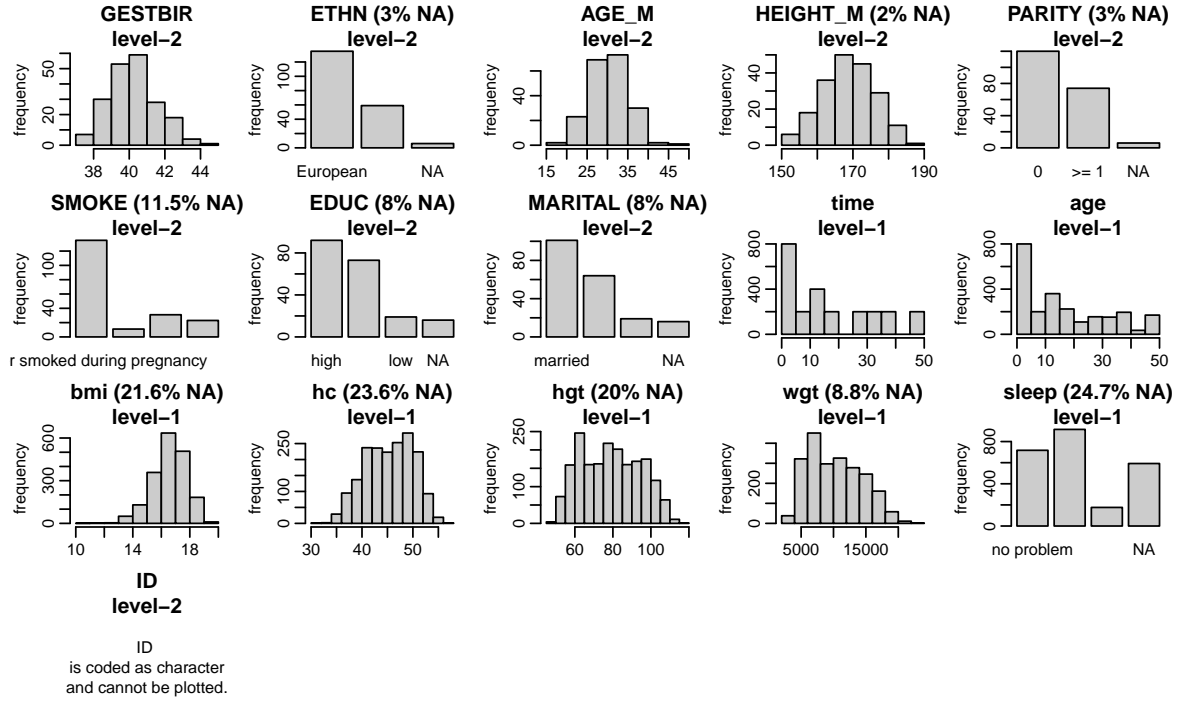 GESTBIR
level−2
frequency
20
0
60
38
40
42
44
ETHN (3% NA)
level−2
frequency
0
40
100
European
NA
AGE_M
level−2
frequency
0
40
15
25
35
45
HEIGHT_M (2% NA)
level−2
frequency
0
20
40
150
170
190
PARITY (3% NA)
level−2
frequency
0
40
80
0
>= 1
NA
SMOKE (11.5% NA)
level−2
frequency
0
40
100
r smoked during pregnancy
EDUC (8% NA)
level−2
frequency
0
40
80
high
low
NA
MARITAL (8% NA)
level−2
frequency
0
40
80
married
NA
time
level−1
frequency
0
400
800
0
10
30
50
age
level−1
frequency
0
400
800
0
10
30
50
bmi (21.6% NA)
level−1
frequency
0
300
600
10
14
18
hc (23.6% NA)
level−1
frequency
0
100
250
30
40
50
hgt (20% NA)
level−1
frequency
0
100
250
60
80
100
wgt (8.8% NA)
level−1
frequency
0
200
400
5000
15000
sleep (24.7% NA)
level−1
frequency
0
400
800
no problem
NA
ID
level−2
ID
is coded as character
and cannot be plotted.